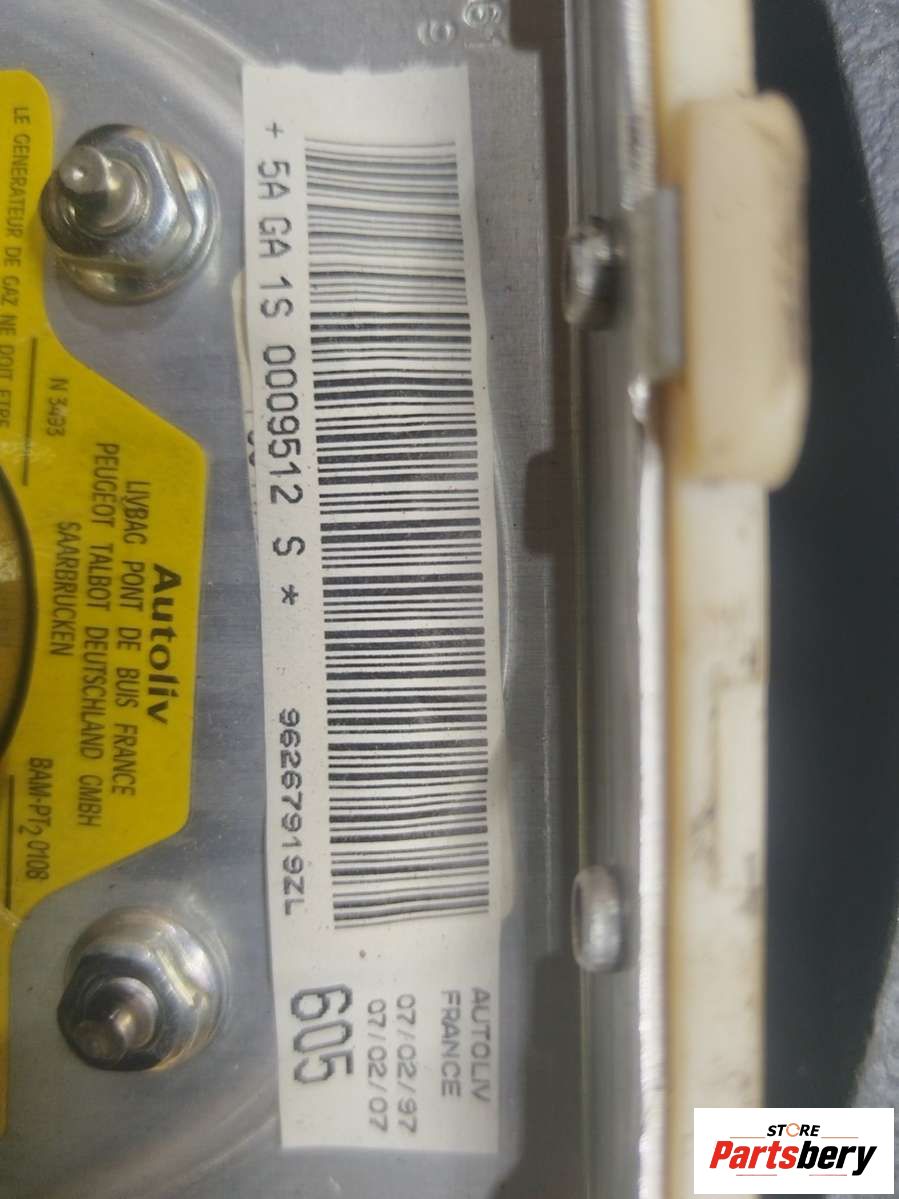 + 5A GA 1S 0009512 S *
96267919ZL
605
AUTOLIV
FRANCE
07/02/97
07/02/07
LE GENERATEUR DE GAZ NE DOIT ETRE
N 3493
Autoliv
LIVBAC PONT DE BUIS FRANCE
PEUGEOT TALBOT DEUTSCHLAND GMBH
SAARBRUCKEN
BAM-PT2 0108
STORE
Partsbery